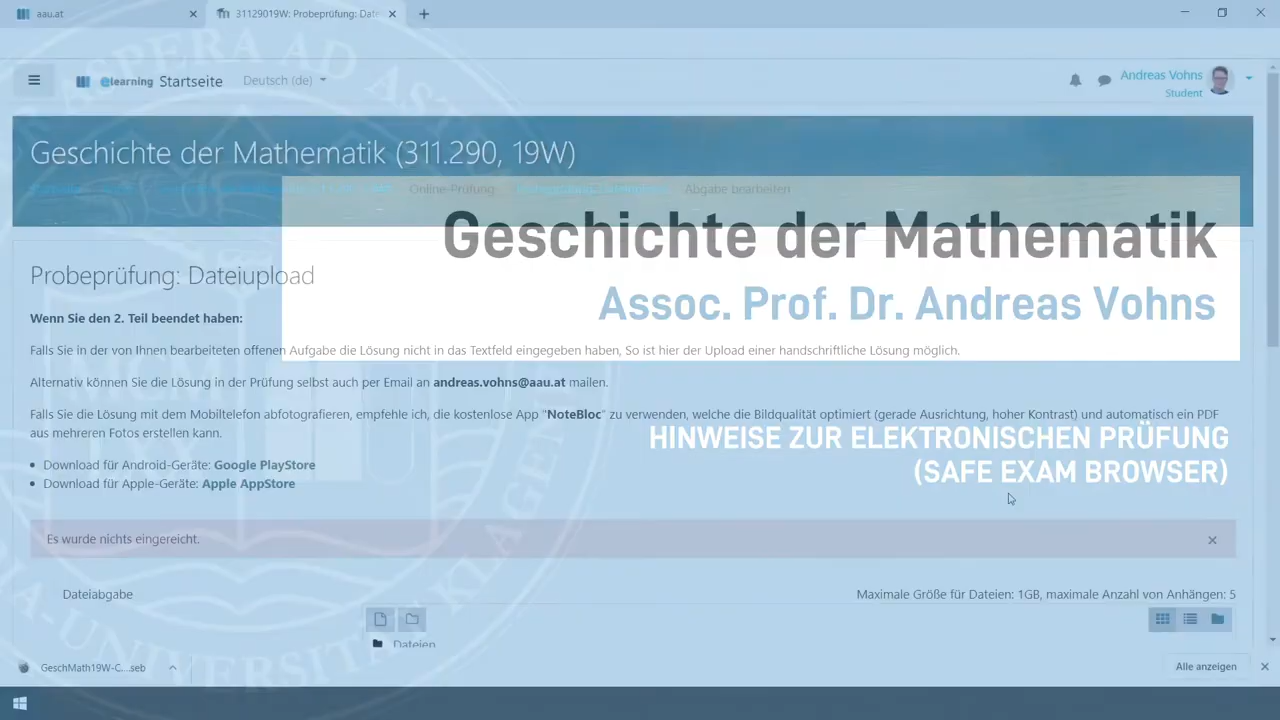 aau.at
31129019W: Probeprüfung: Date
elearning Startseite Deutsch (de)
Andreas Vohns
Student
Geschichte der Mathematik (311.290, 19W)
Online-Prüfung
Abgabe bearbeiten
Geschichte der Mathematik
Assoc. Prof. Dr. Andreas Vohns
Probeprüfung: Dateiupload
Wenn Sie den 2. Teil beendet haben:
Falls Sie in der von Ihnen bearbeiteten offenen Aufgabe die Lösung nicht in das Textfeld eingegeben haben, So ist hier der Upload einer handschriftliche Lösung möglich.
Alternativ können Sie die Lösung in der Prüfung selbst auch per Email an andreas.vohns@aau.at mailen.
Falls Sie die Lösung mit dem Mobiltelefon abfotografieren, empfehle ich, die kostenlose App "NoteBloc" zu verwenden, welche die Bildqualität optimiert (gerade Ausrichtung, hoher Kontrast) und automatisch ein PDF
aus mehreren Fotos erstellen kann.
HINWEISE ZUR ELEKTRONISCHEN PRÜFUNG
(SAFE EXAM BROWSER)
Download für Android-Geräte: Google PlayStore
Download für Apple-Geräte: Apple AppStore
Es wurde nichts eingereicht.
Dateiabgabe
Maximale Größe für Dateien: 1GB, maximale Anzahl von Anhängen: 5
Dateien
GeschMath19W-C....seb
Alle anzeigen